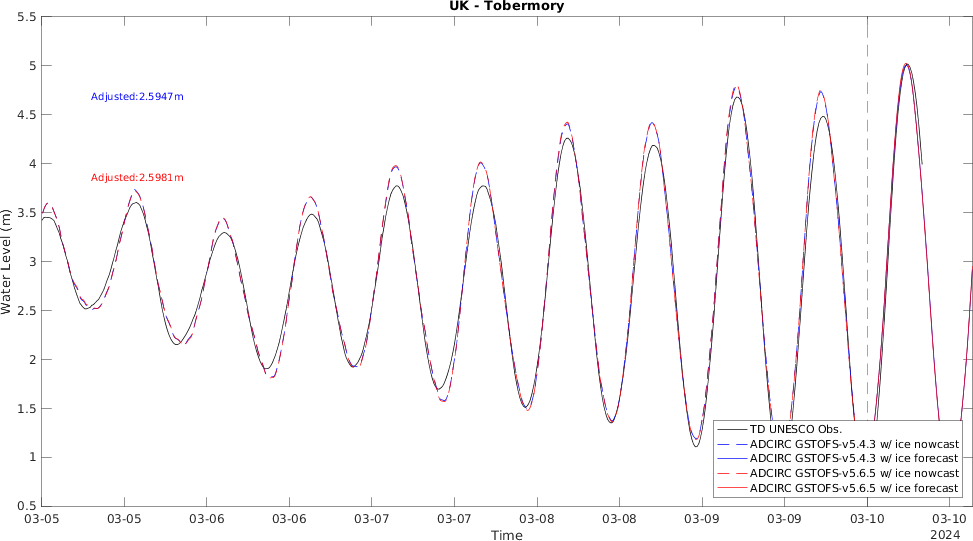 UK - Tobermory
5.5
5
4.5
4
3.5
3
2.5
2
1.5
1
0.5
Water Level (m)
Adjusted:2.5947m
Adjusted:2.5981m
TD UNESCO Obs.
ADCIRC GSTOFS-v5.4.3 w/ ice nowcast
ADCIRC GSTOFS-v5.4.3 w/ ice forecast
ADCIRC GSTOFS-v5.6.5 w/ ice nowcast
ADCIRC GSTOFS-v5.6.5 w/ ice forecast
03-05 03-05 03-06 03-06 03-07 03-07 03-08 03-08 03-09 03-09 03-10 03-10
Time 2024